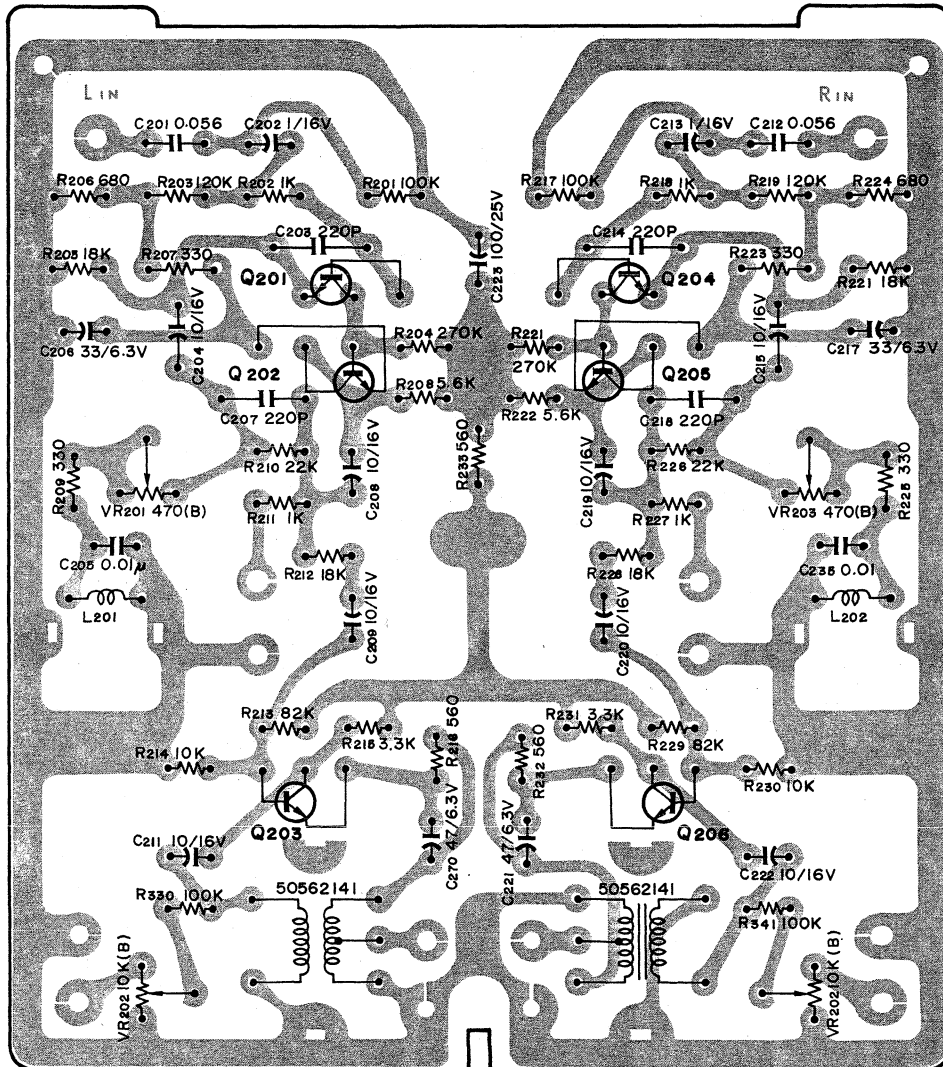 L IN
R IN
C201 0.056
C202 1/16V
C213 1/16V
C212 0.056
R206 680
R203 120K
R202 1K
R201 100K
R217 100K
R218 1K
R219 120K
R224 680
C203 220P
C223 100/25V
C214 220P
R205 18K
R207 330
Q201
Q204
R223 330
R221 18K
C206 33/6.3V
C204 10/16V
R204 270K
R221 270K
C215 10/16V
C217 33/6.3V
Q202
Q205
R208 5.6K
R222 5.6K
C207 220P
C218 220P
R209 330
R210 22K
C208 10/16V
R233 560
C219 10/16V
R226 22K
R225 330
VR201 470(B)
R211 1K
R227 1K
VR203 470(B)
C205 0.01μ
R212 18K
R228 18K
C235 0.01
L201
C209 10/16V
C220 10/16V
L202
R213 82K
R215 3.3K
R216 560
R232 560
R231 3.3K
R229 82K
R214 10K
R230 10K
Q203
Q206
C211 10/16V
C270 47/6.3V
C221 47/6.3V
C222 10/16V
R330 100K
50562141
50562141
R341 100K
VR202 10K(B)
VR202 10K(B)